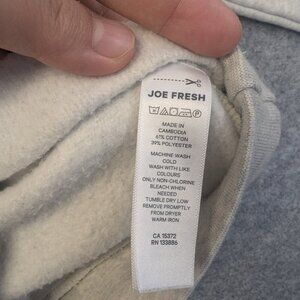 JOE FRESH
MADE IN
CAMBODIA
61% COTTON
39% POLYESTER
MACHINE WASH
COLD
WASH WITH LIKE
COLOURS
ONLY NON-CHLORINE
BLEACH WHEN
NEEDED
TUMBLE DRY LOW
REMOVE PROMPTLY
FROM DRYER
WARM IRON
CA 15372
RN 133886